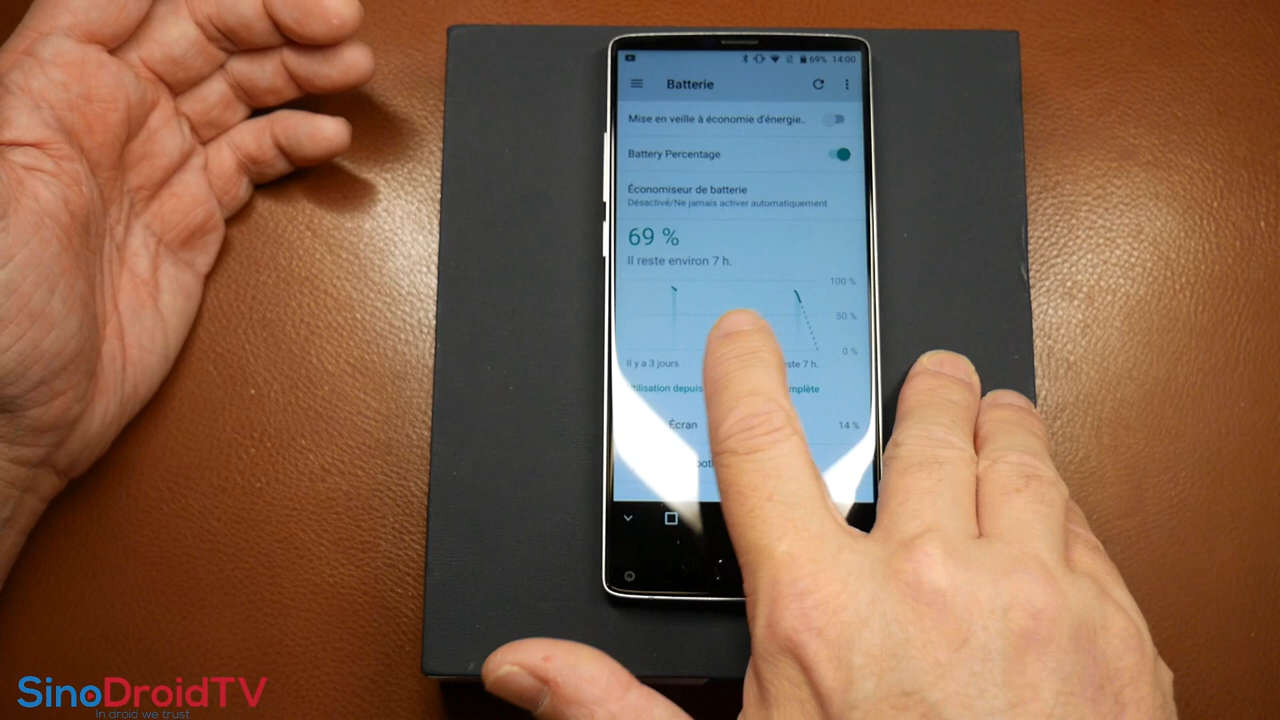 69% 14:00
Batterie
Mise en veille à économie d'énergie..
Battery Percentage
Économiseur de batterie
Désactivé/Ne jamais activer automatiquement
69 %
Il reste environ 7 h.
100 %
50 %
0 %
Il y a 3 jours
7 h.
Utilisation depuis
Écran
14 %
SinoDroidTV
In droid we trust